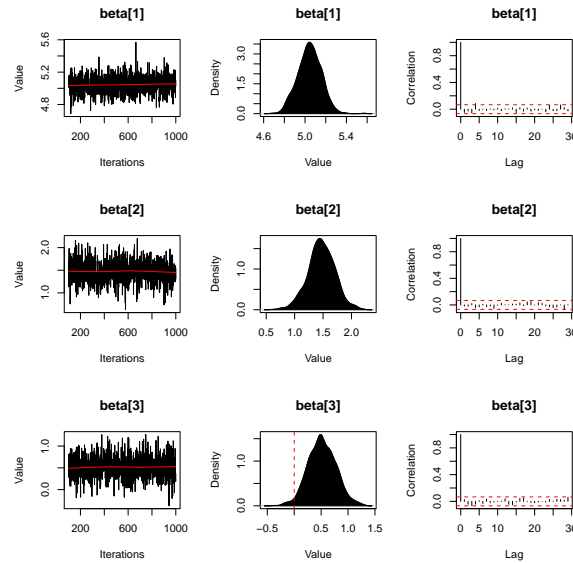 beta[1] beta[1] beta[1]
Value 4.8 5.2 5.6 Density 0.0 1.0 2.0 3.0 Correlation 0.0 0.4 0.8
200 600 1000 4.6 5.0 5.4 0 5 10 20 30
Iterations Value Lag
beta[2] beta[2] beta[2]
Value 1.0 2.0 Density 0.0 1.0 Correlation 0.0 0.4 0.8
200 600 1000 0.5 1.0 2.0 0 5 10 20 30
Iterations Value Lag
beta[3] beta[3] beta[3]
Value 0.0 1.0 Density 0.0 1.0 Correlation 0.0 0.4 0.8
200 600 1000 −0.5 0.5 1.5 0 5 10 20 30
Iterations Value Lag